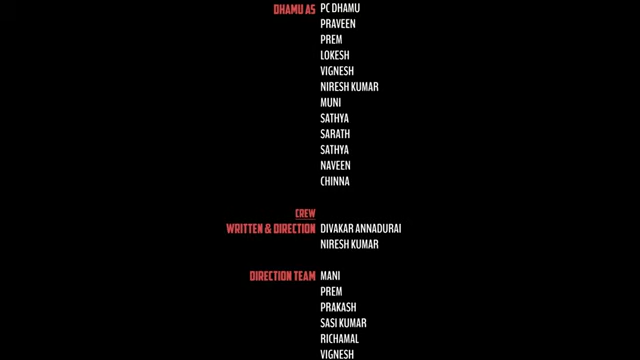 DHAMU AS PC DHAMU
PRAVEEN
PREM
LOKESH
VIGNESH
NIRESH KUMAR
MUNI
SATHYA
SARATH
SATHYA
NAVEEN
CHINNA
CREW
WRITTEN & DIRECTION DIVAKAR ANNADURAI
NIRESH KUMAR
DIRECTION TEAM MANI
PREM
PRAKASH
SASI KUMAR
RICHAMAL
VIGNESH